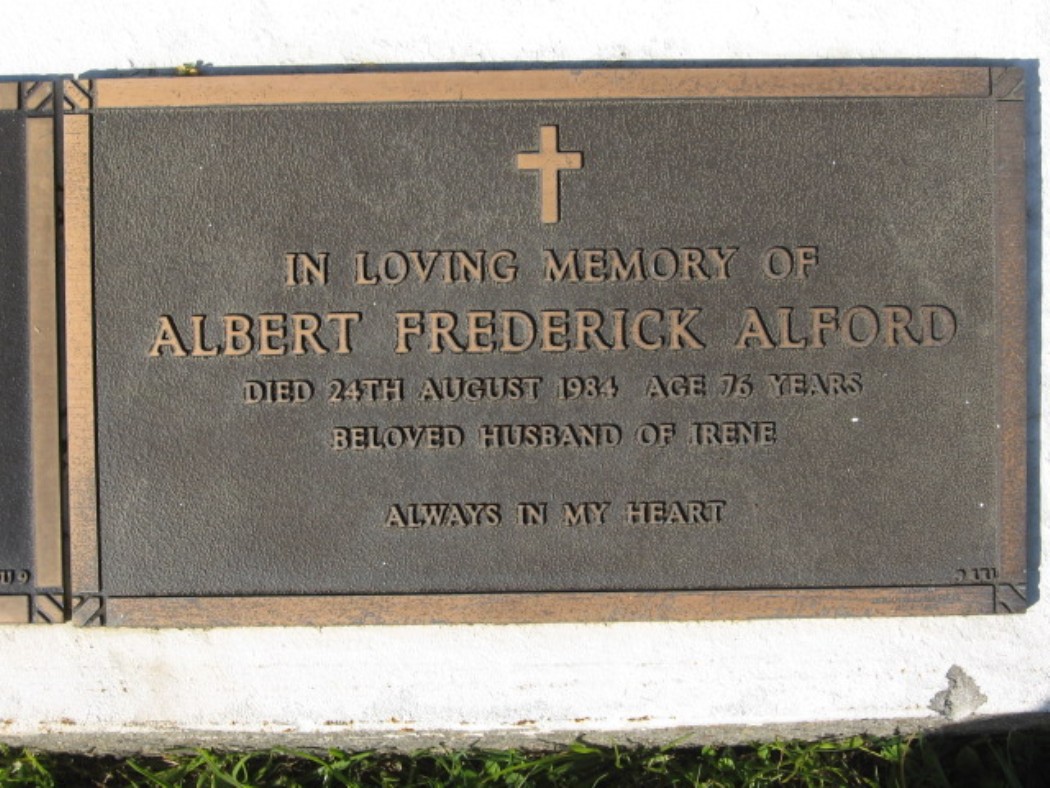 IN LOVING MEMORY OF
ALBERT FREDERICK ALFORD
DIED 24TH AUGUST 1984 AGE 76 YEARS
BELOVED HUSBAND OF IRENE
ALWAYS IN MY HEART